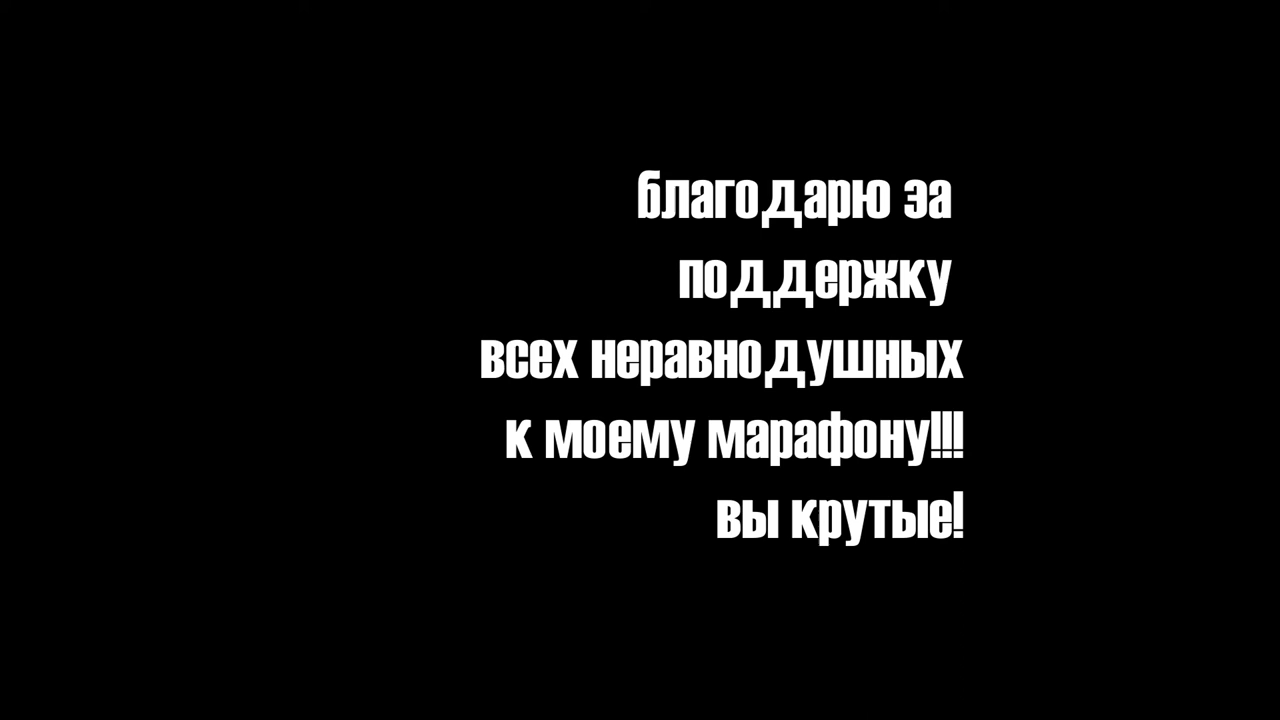 благодарю за
поддержку
всех неравнодушных
к моему марафону!!!
вы крутые!